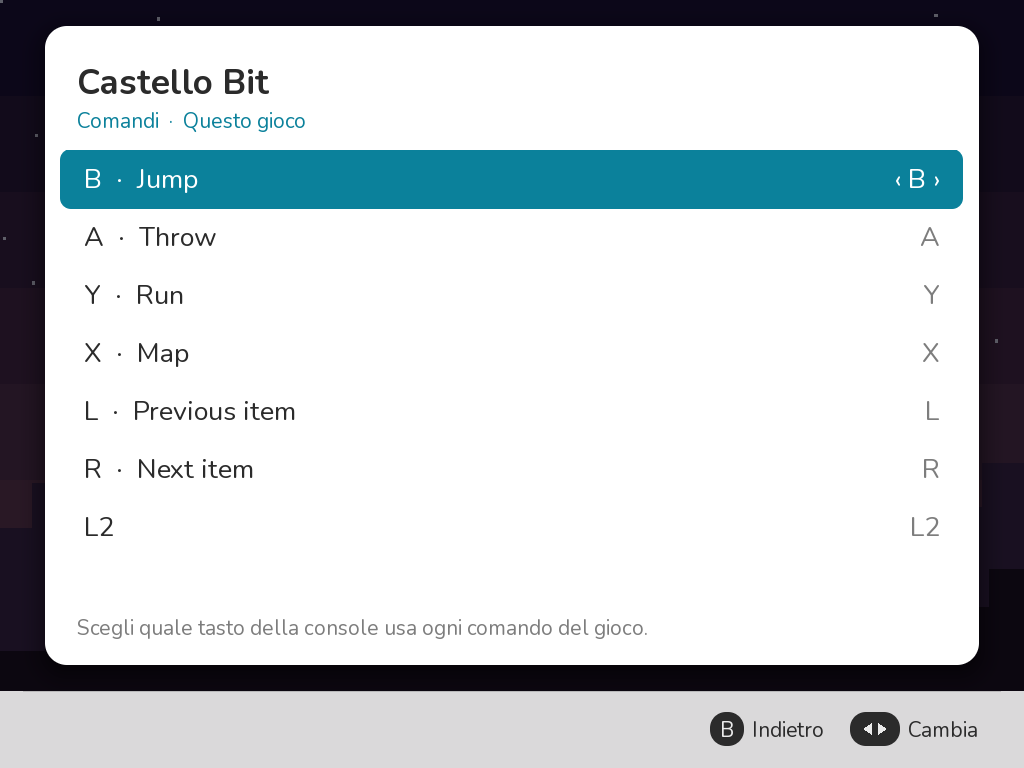 Castello Bit
Comandi · Questo gioco
B · Jump ‹ B ›
A · Throw A
Y · Run Y
X · Map X
L · Previous item L
R · Next item R
L2 L2
Scegli quale tasto della console usa ogni comando del gioco.
B Indietro Cambia